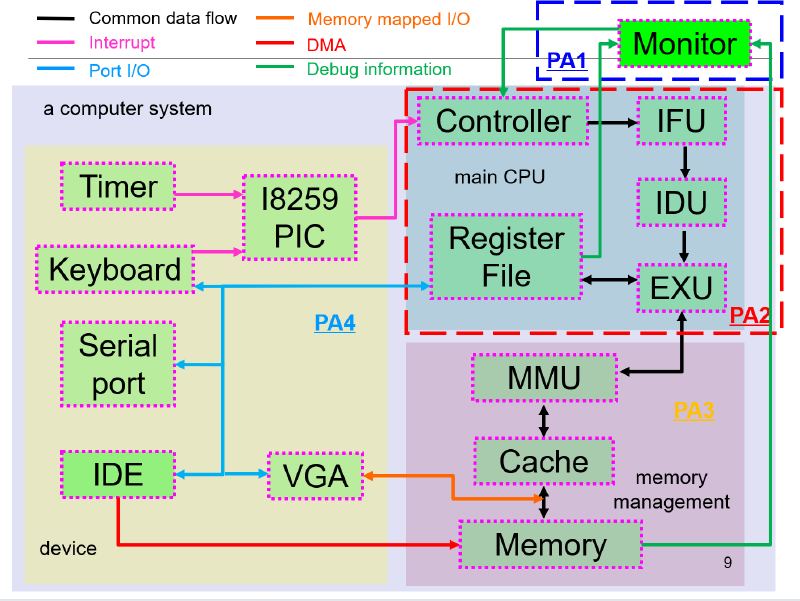 Common data flow
Memory mapped I/O
Interrupt
DMA
Port I/O
Debug information
PA1
Monitor
a computer system
Controller
IFU
Timer
I8259
PIC
main CPU
IDU
Register
File
Keyboard
EXU
PA2
PA4
Serial
port
MMU
PA3
Cache
IDE
VGA
memory
management
Memory
device
9